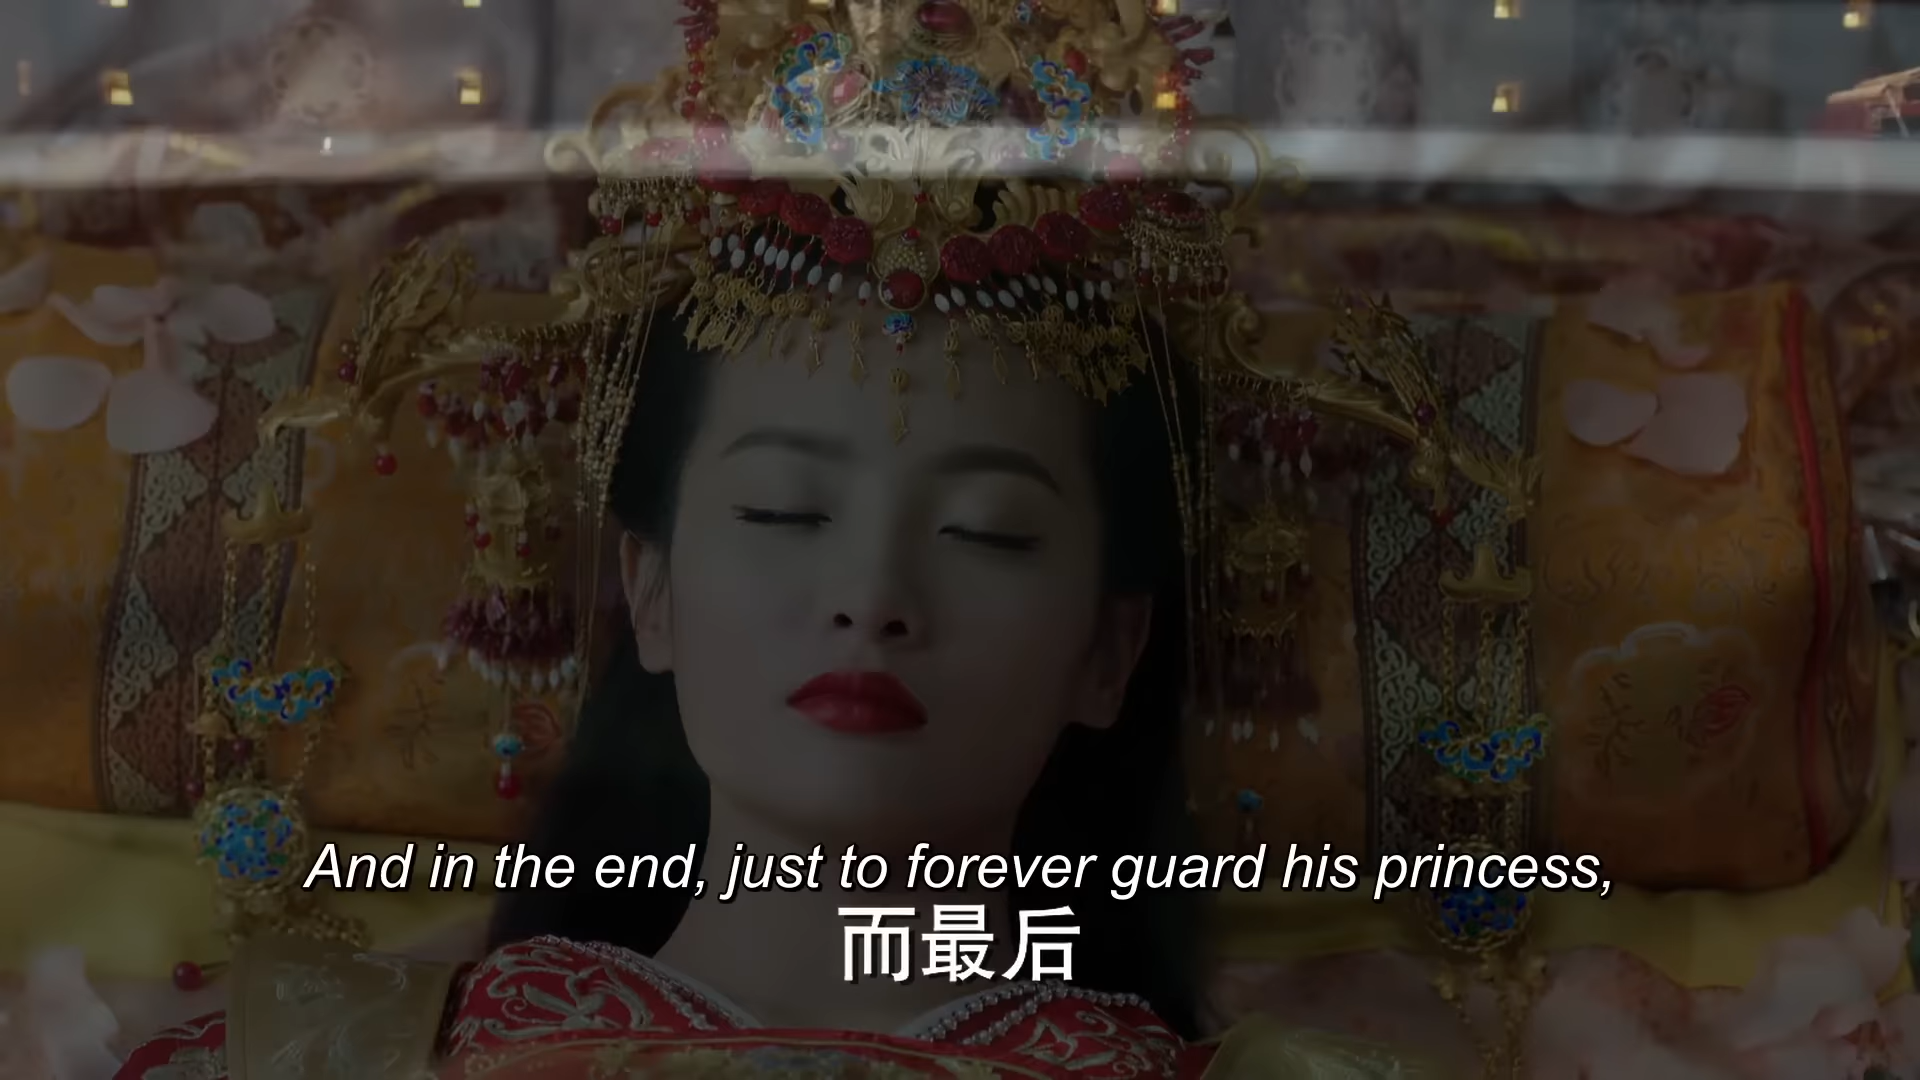 And in the end, just to forever guard his princess,
而最后